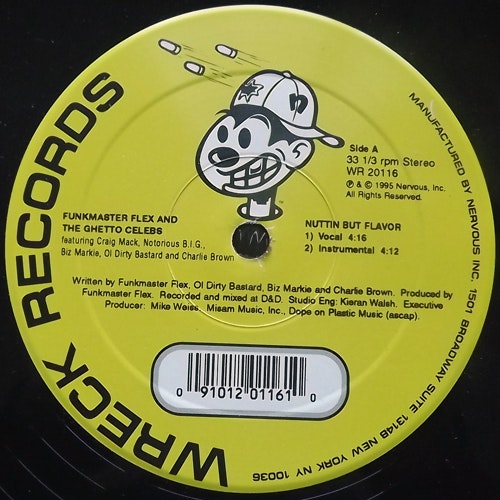 WRECK RECORDS
Side A
33 1/3 rpm Stereo
WR 20116
℗ & © 1995 Nervous, Inc.
All Rights Reserved.
FUNKMASTER FLEX AND
THE GHETTO CELEBS
featuring Craig Mack, Notorious B.I.G.,
Biz Markie, Ol Dirty Bastard and Charlie Brown
NUTTIN BUT FLAVOR
1) Vocal 4:16
2) Instrumental 4:12
Written by Funkmaster Flex, Ol Dirty Bastard, Biz Markie and Charlie Brown. Produced by
Funkmaster Flex. Recorded and mixed at D&D. Studio Eng: Kieran Walsh. Executive
Producer: Mike Weiss. Misam Music, Inc., Dope on Plastic Music (ascap).
0 91012 01161 0
MANUFACTURED BY NERVOUS INC. 1501 BROADWAY SUITE 1314B NEW YORK NY 10036